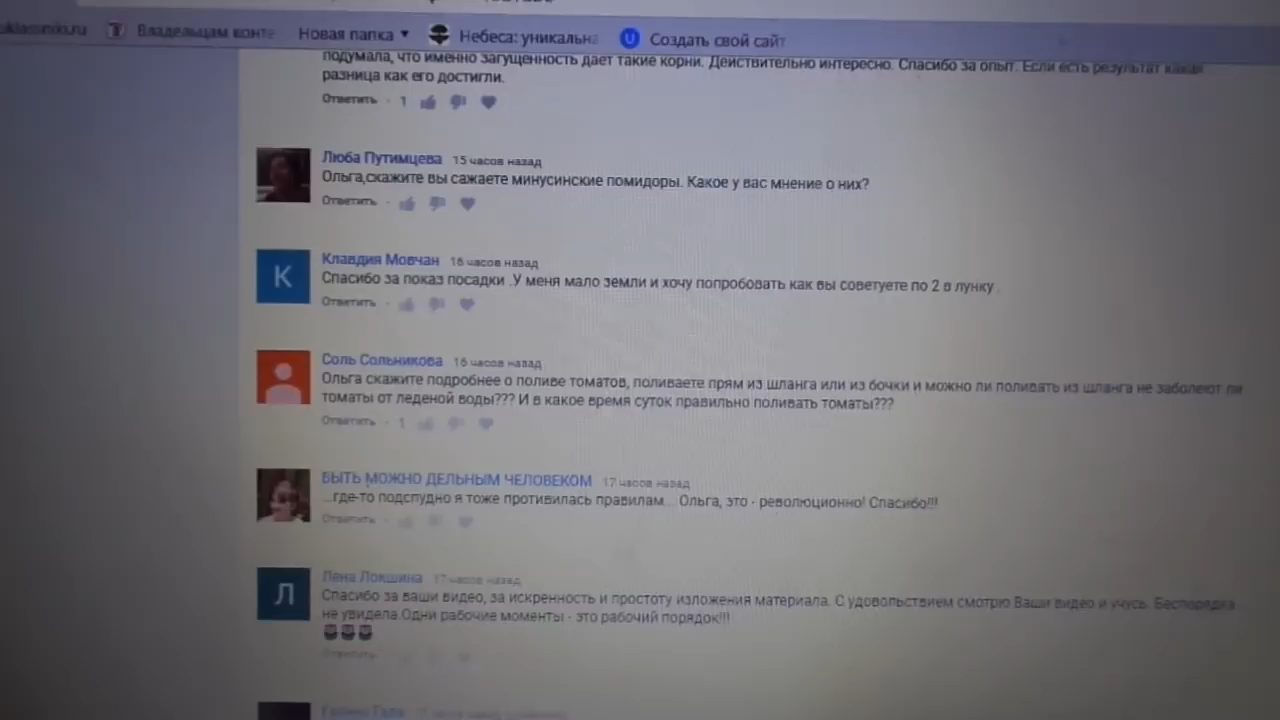 Владельцам конте
Новая папка
Небеса: уникальна
Создать свой сайт
подумала, что именно загущенность дает такие корни. Действительно интересно. Спасибо за опыт. Если есть результат какая
разница как его достигли.
Ответить · 1
Люба Путимцева 15 часов назад
Ольга,скажите вы сажаете минусинские помидоры. Какое у вас мнение о них?
Ответить ·
Клавдия Мовчан 16 часов назад
Спасибо за показ посадки .У меня мало земли и хочу попробовать как вы советуете по 2 в лунку .
Ответить ·
К
Соль Сольникова 16 часов назад
Ольга скажите подробнее о поливе томатов, поливаете прям из шланга или из бочки и можно ли поливать из шланга не заболеют ли
томаты от леденой воды??? И в какое время суток правильно поливать томаты???
Ответить · 1
БЫТЬ МОЖНО ДЕЛЬНЫМ ЧЕЛОВЕКОМ 17 часов назад
...где-то подспудно я тоже противилась правилам... Ольга, это - революционно! Спасибо!!!
Ответить ·
Лена Локшина 17 часов назад
Спасибо за ваши видео, за искренность и простоту изложения материала. С удовольствием смотрю Ваши видео и учусь. Беспорядка
не увидела.Одни рабочие моменты - это рабочий порядок!!!
Л
Ответить